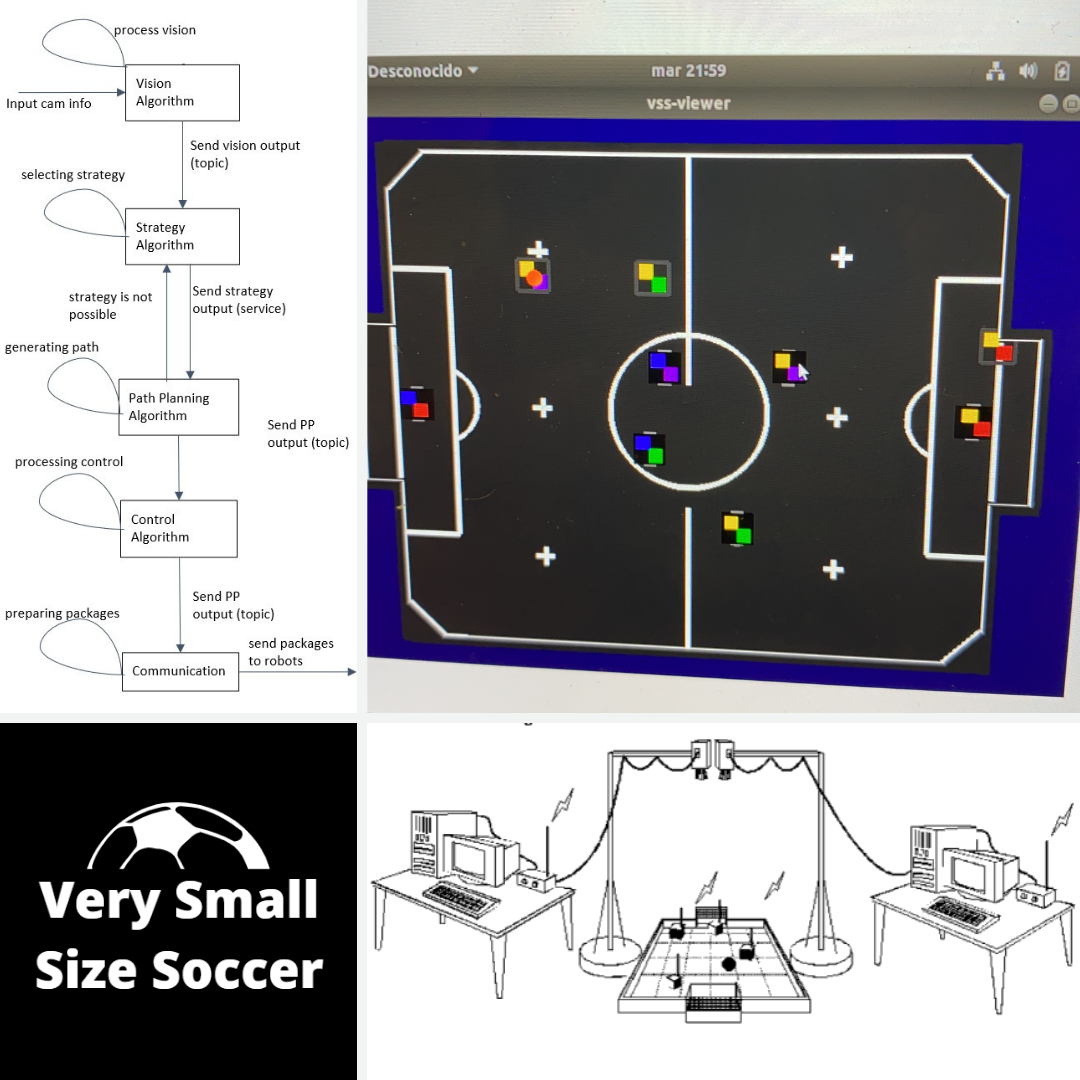 process vision
Vision
Algorithm
Input cam info
Send vision output
(topic)
selecting strategy
Strategy
Algorithm
strategy is not
possible
Send strategy
output (service)
generating path
Path Planning
Algorithm
Send PP
output (topic)
processing control
Control
Algorithm
Send PP
output (topic)
preparing packages
send packages
to robots
Communication
Desconocido
mar 21:59
vss-viewer
Very Small
Size Soccer